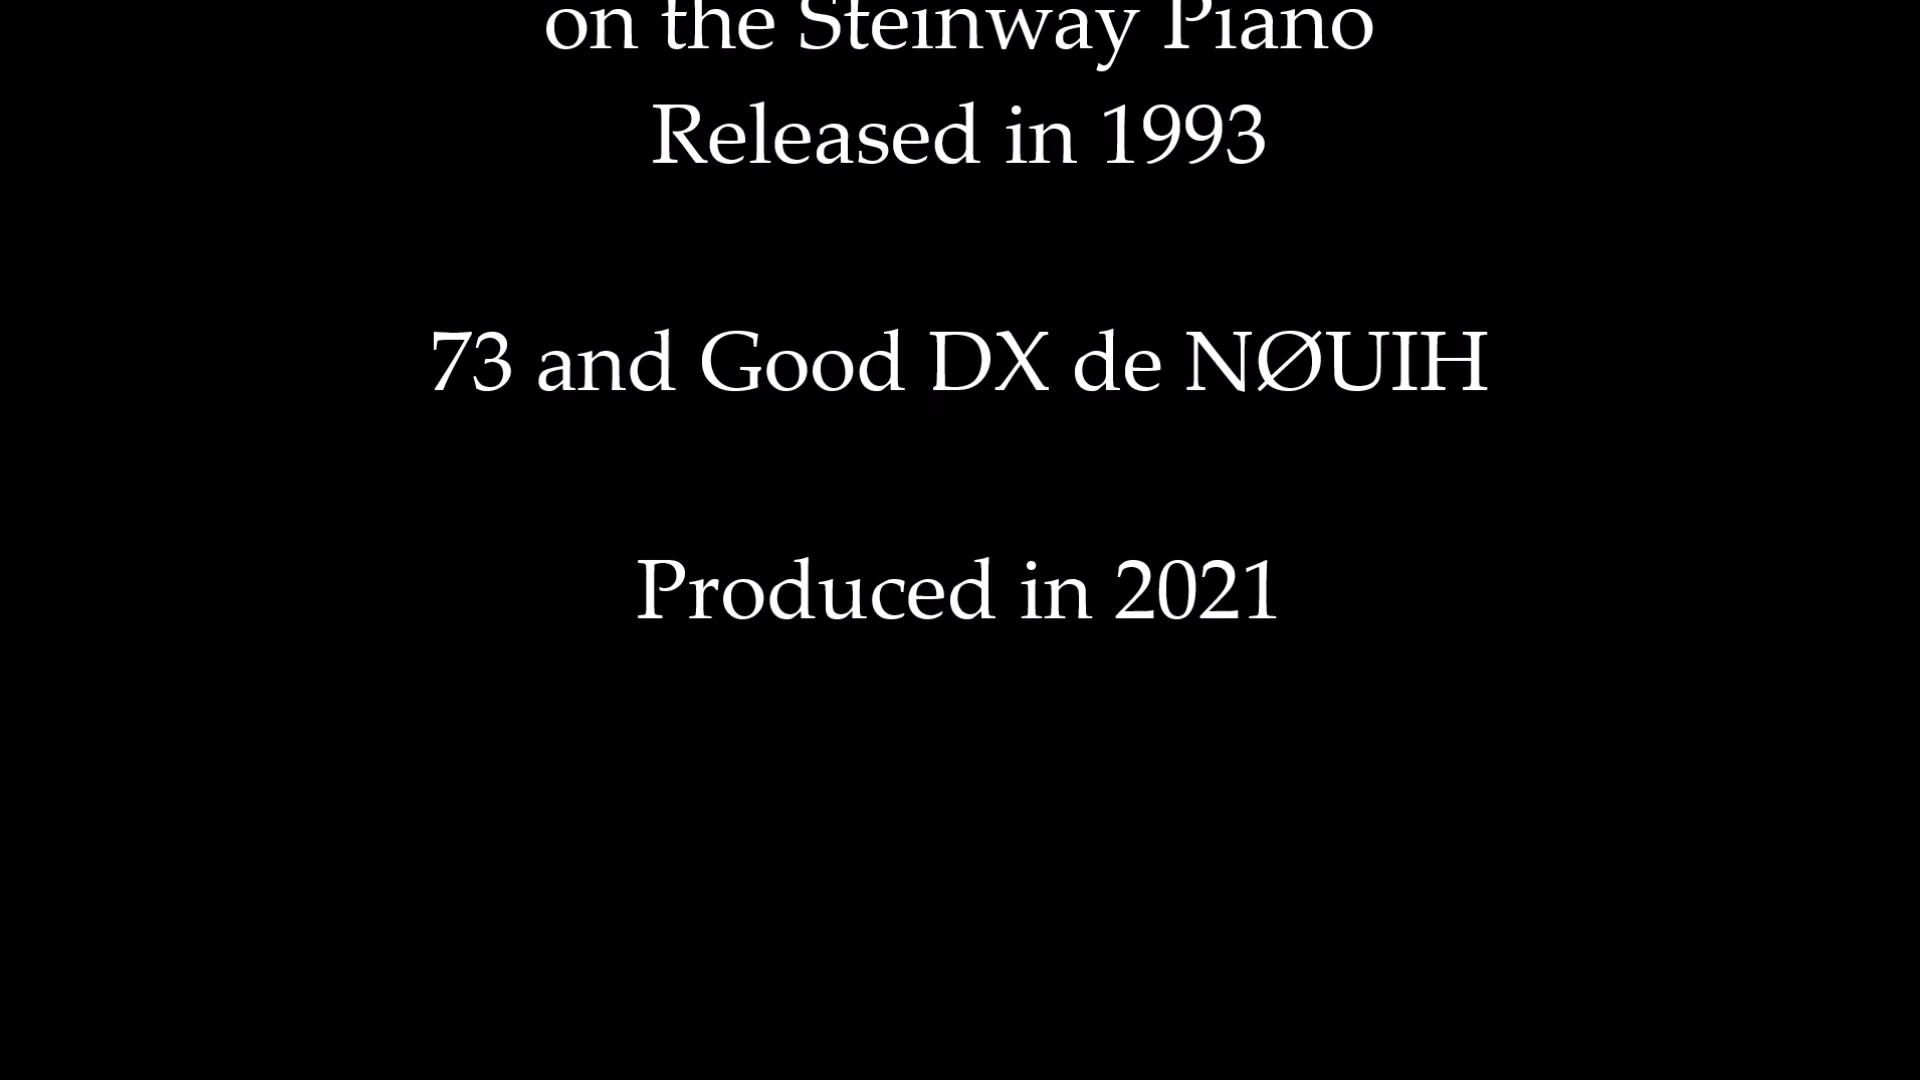 on the Steinway Piano
Released in 1993
73 and Good DX de NØUIH
Produced in 2021